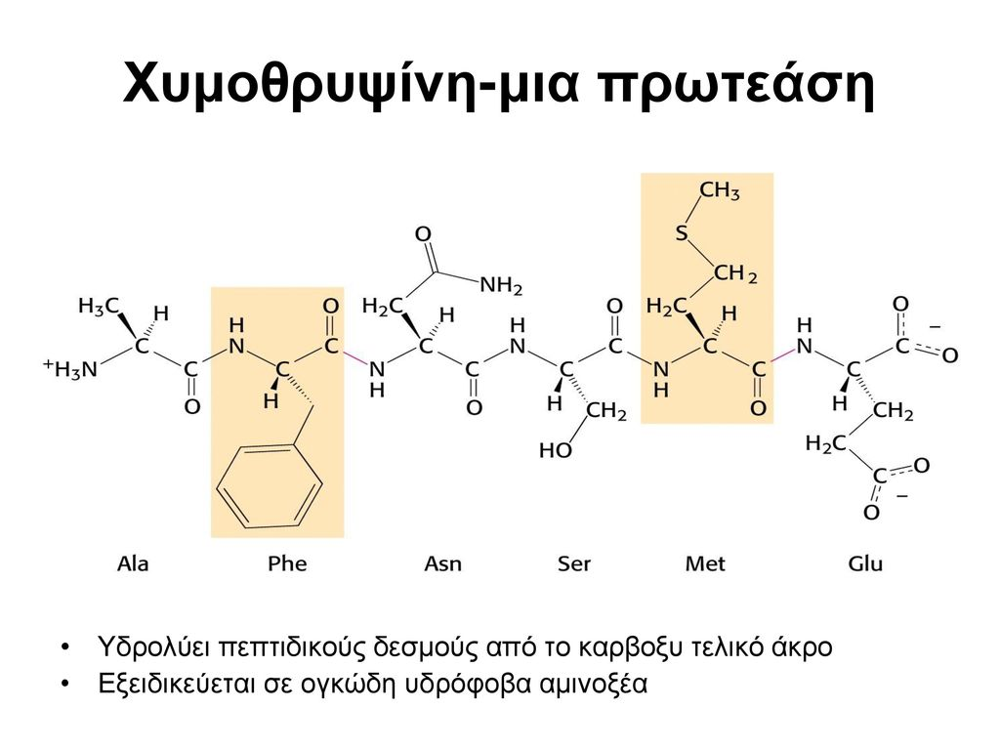 Χυμοθρυψίνη-μια πρωτεάση
CH3
S
CH2
O
NH2
H3C
H
H
N
O
C
H2C
H
H
N
O
C
H2C
H
H
N
O
C
–
O
C
C
C
+H3N
C
O
C
H
N
H
C
O
C
H
CH2
HO
N
H
C
O
C
H
CH2
H2C
C
O
–
O
Ala Phe Asn Ser Met Glu
• Υδρολύει πεπτιδικούς δεσμούς από το καρβοξυ τελικό άκρο
• Εξειδικεύεται σε ογκώδη υδρόφοβα αμινοξέα